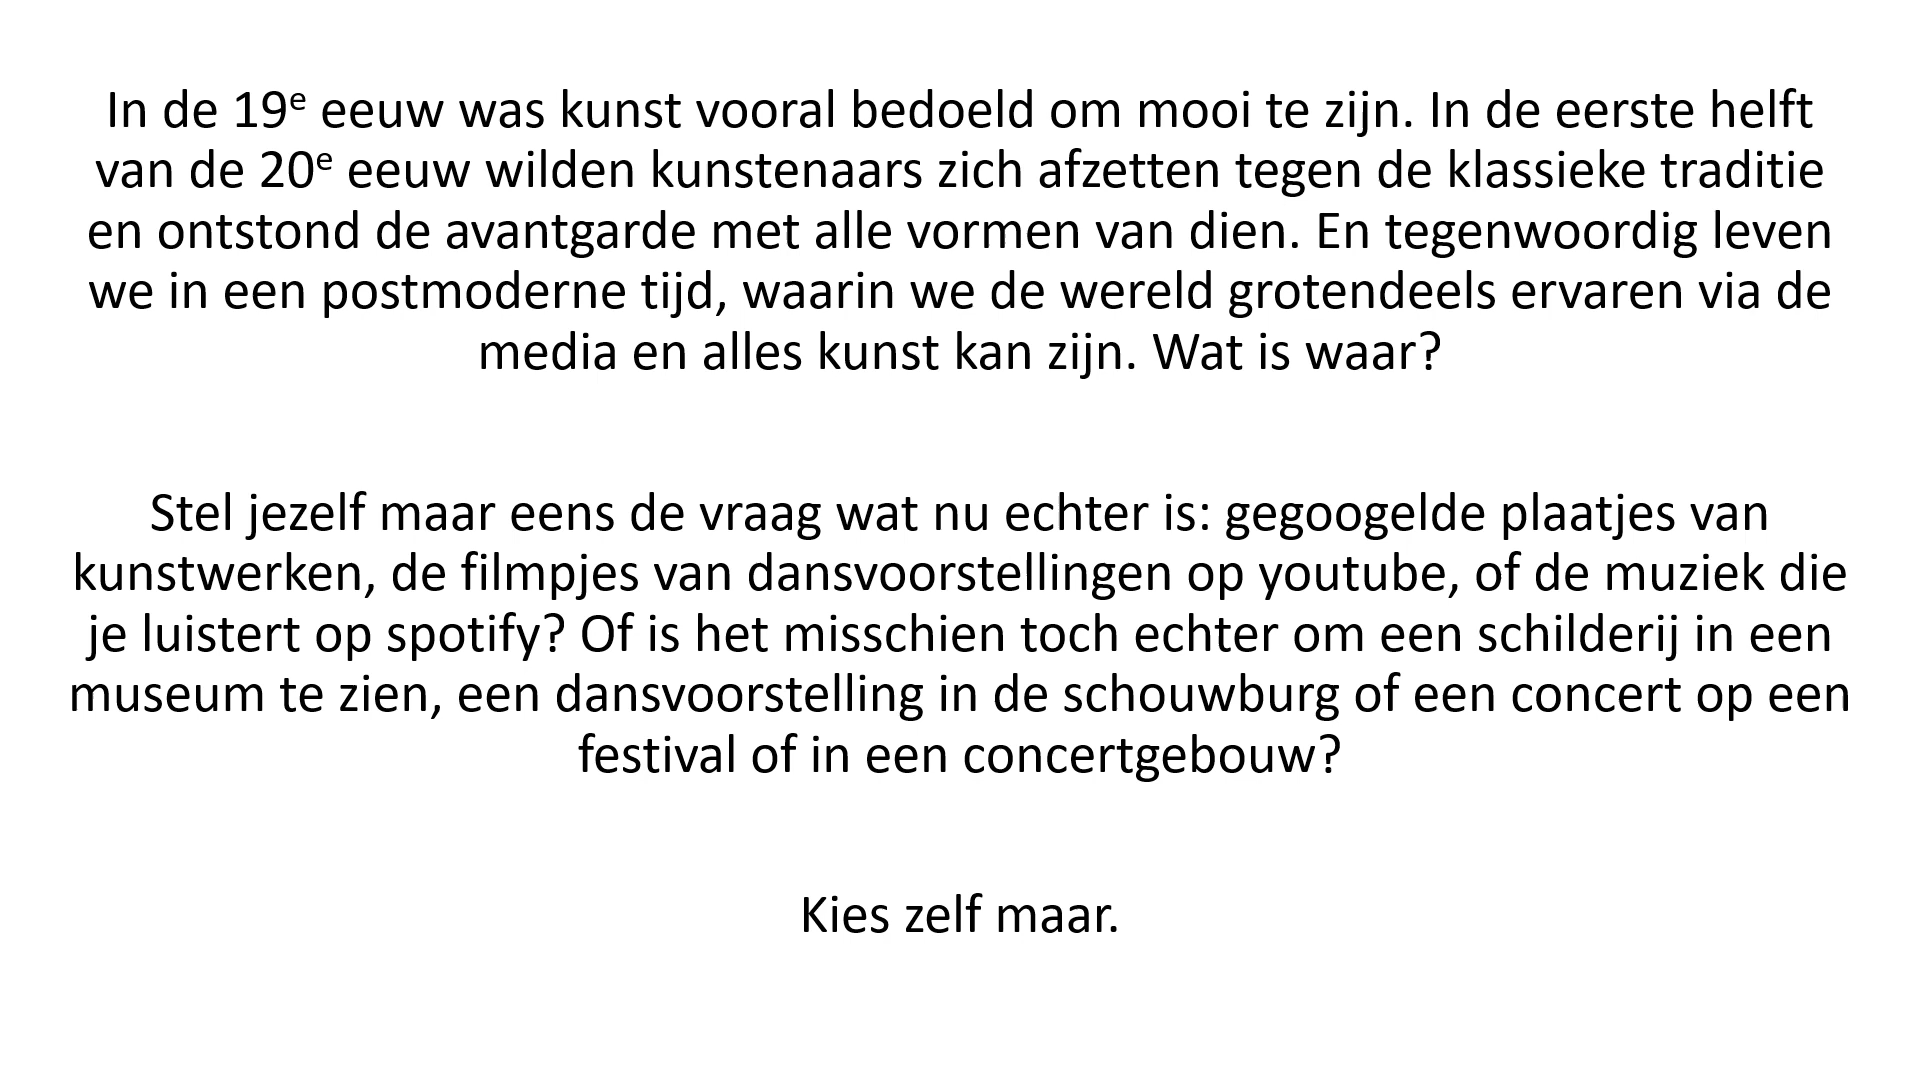 In de 19e eeuw was kunst vooral bedoeld om mooi te zijn. In de eerste helft
van de 20e eeuw wilden kunstenaars zich afzetten tegen de klassieke traditie
en ontstond de avantgarde met alle vormen van dien. En tegenwoordig leven
we in een postmoderne tijd, waarin we de wereld grotendeels ervaren via de
media en alles kunst kan zijn. Wat is waar?
Stel jezelf maar eens de vraag wat nu echter is: gegoogelde plaatjes van
kunstwerken, de filmpjes van dansvoorstellingen op youtube, of de muziek die
je luistert op spotify? Of is het misschien toch echter om een schilderij in een
museum te zien, een dansvoorstelling in de schouwburg of een concert op een
festival of in een concertgebouw?
Kies zelf maar.